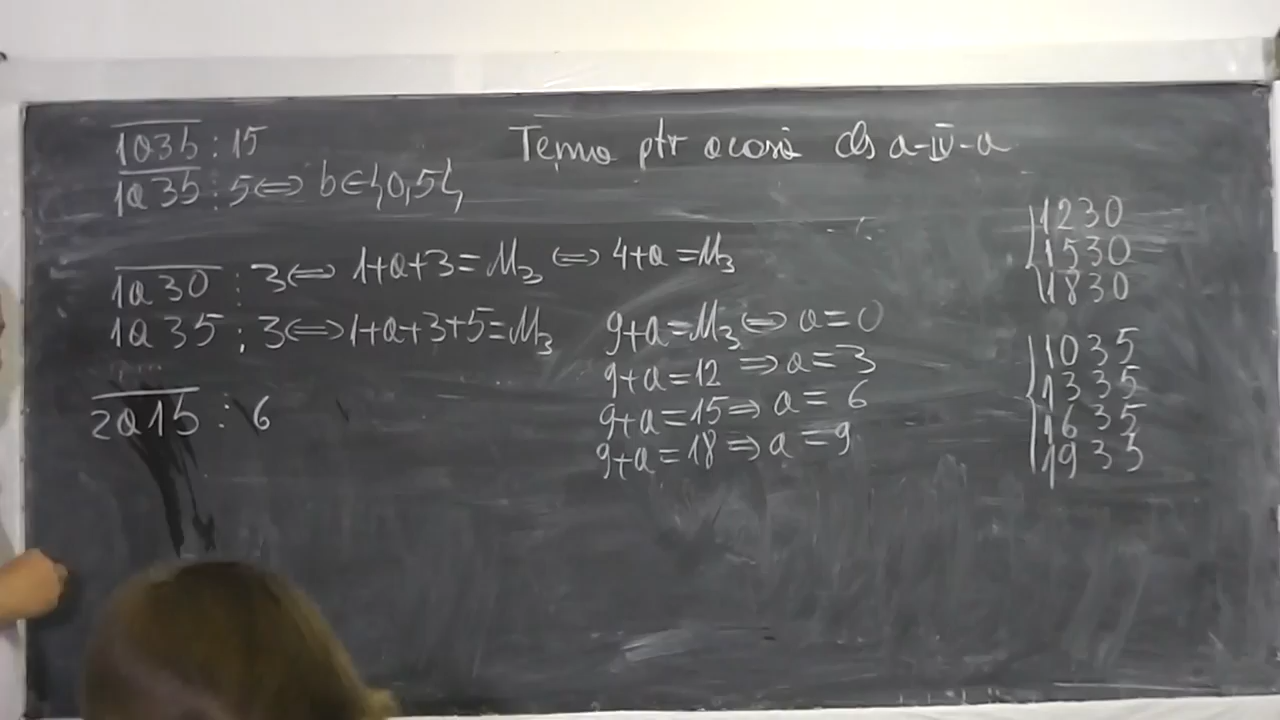 Tema ptr acasă cls a-IV-a
1a3b : 15
1a3b : 5 ⇔ b∈{0,5}
1a30 : 3 ⇔ 1+a+3=M3 ⇔ 4+a=M3
1a35 : 3 ⇔ 1+a+3+5=M3
2a1b : 6
9+a=M3 ⇔ a=0
9+a=12 ⇒ a=3
9+a=15 ⇒ a=6
9+a=18 ⇒ a=9
1230
1530
1830
1035
1335
1635
1935